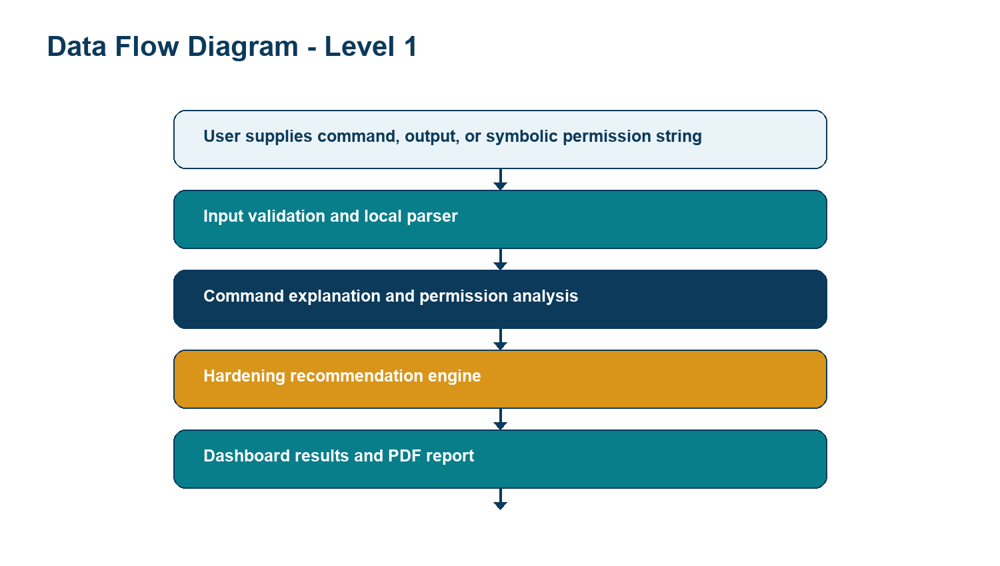 Data Flow Diagram - Level 1
User supplies command, output, or symbolic permission string
Input validation and local parser
Command explanation and permission analysis
Hardening recommendation engine
Dashboard results and PDF report